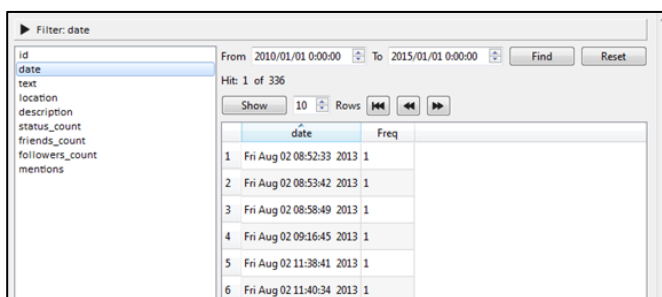 Filter: date
id
date
text
location
description
status_count
friends_count
followers_count
mentions
From 2010/01/01 0:00:00 To 2015/01/01 0:00:00 Find Reset
Hit: 1 of 336
Show 10 Rows
date Freq
1 Fri Aug 02 08:52:33 2013 1
2 Fri Aug 02 08:53:42 2013 1
3 Fri Aug 02 08:58:49 2013 1
4 Fri Aug 02 09:16:45 2013 1
5 Fri Aug 02 11:38:41 2013 1
6 Fri Aug 02 11:40:34 2013 1